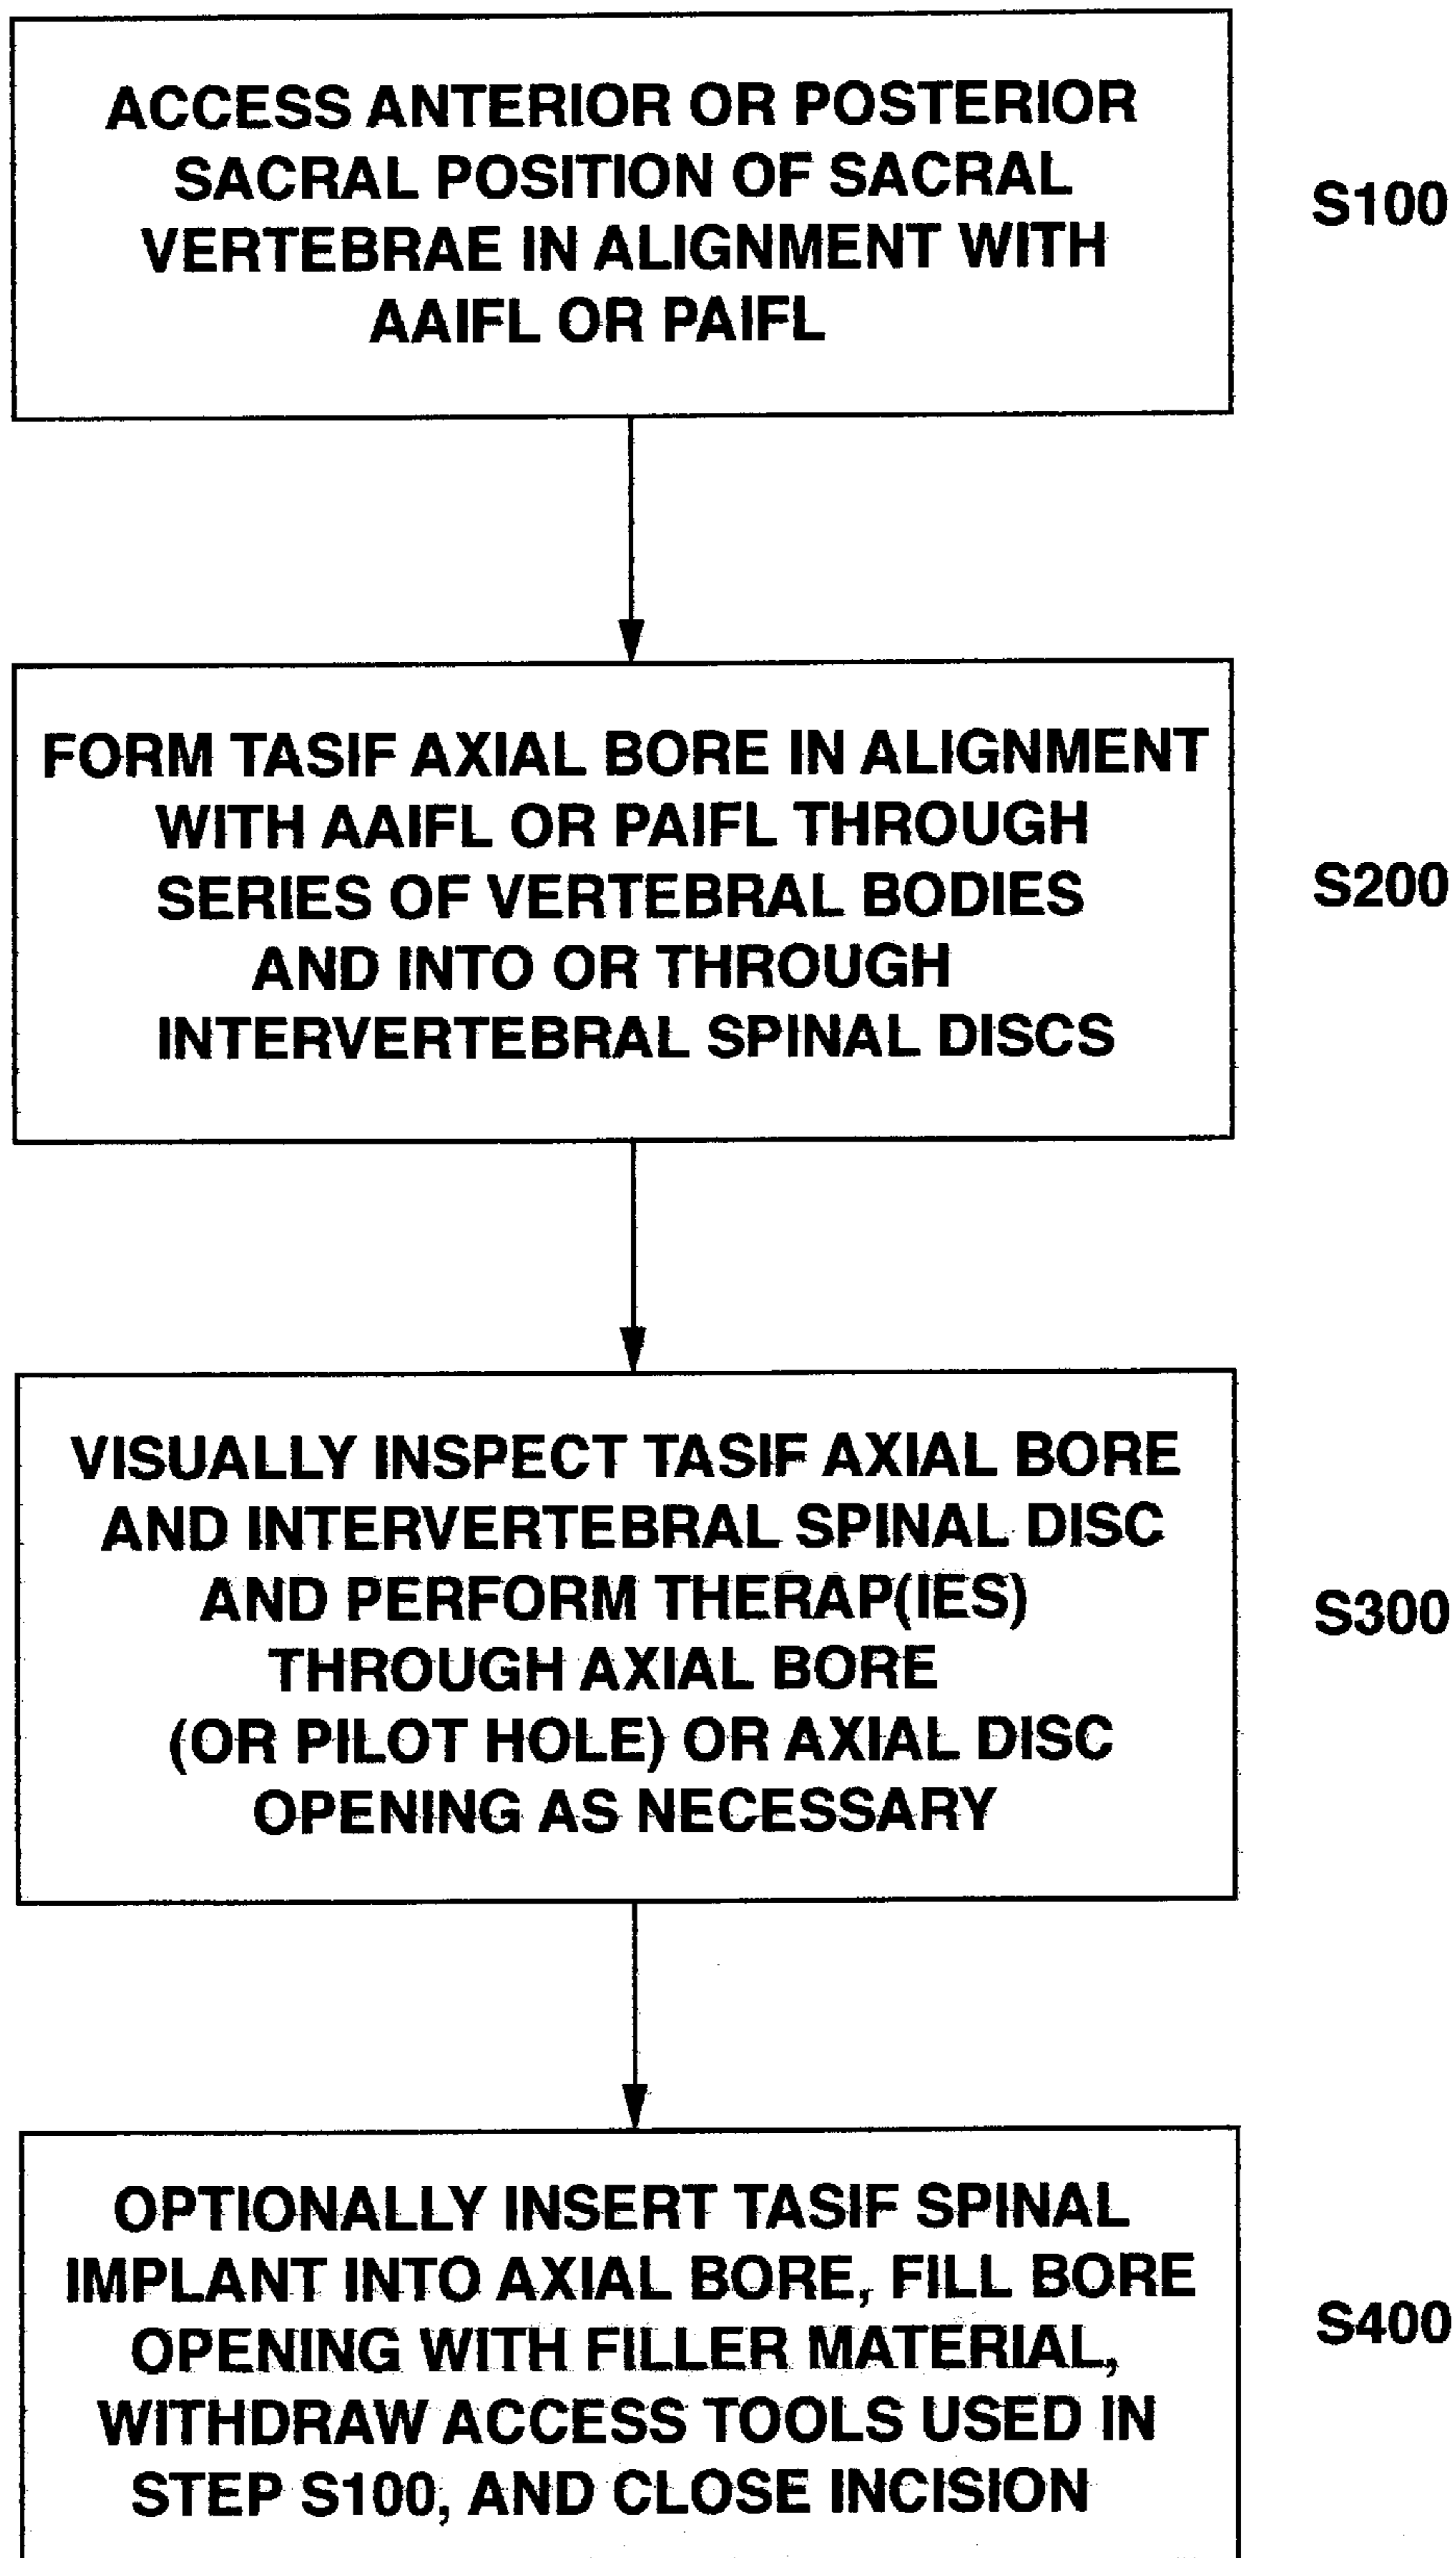 ACCESS ANTERIOR OR POSTERIOR
SACRAL POSITION OF SACRAL
VERTEBRAE IN ALIGNMENT WITH
AAIFL OR PAIFL
S100
FORM TASIF AXIAL BORE IN ALIGNMENT
WITH AAIFL OR PAIFL THROUGH
SERIES OF VERTEBRAL BODIES
AND INTO OR THROUGH
INTERVERTEBRAL SPINAL DISCS
S200
VISUALLY INSPECT TASIF AXIAL BORE
AND INTERVERTEBRAL SPINAL DISC
AND PERFORM THERAP(IES)
THROUGH AXIAL BORE
(OR PILOT HOLE) OR AXIAL DISC
OPENING AS NECESSARY
S300
OPTIONALLY INSERT TASIF SPINAL
IMPLANT INTO AXIAL BORE, FILL BORE
OPENING WITH FILLER MATERIAL,
WITHDRAW ACCESS TOOLS USED IN
STEP S100, AND CLOSE INCISION
S400